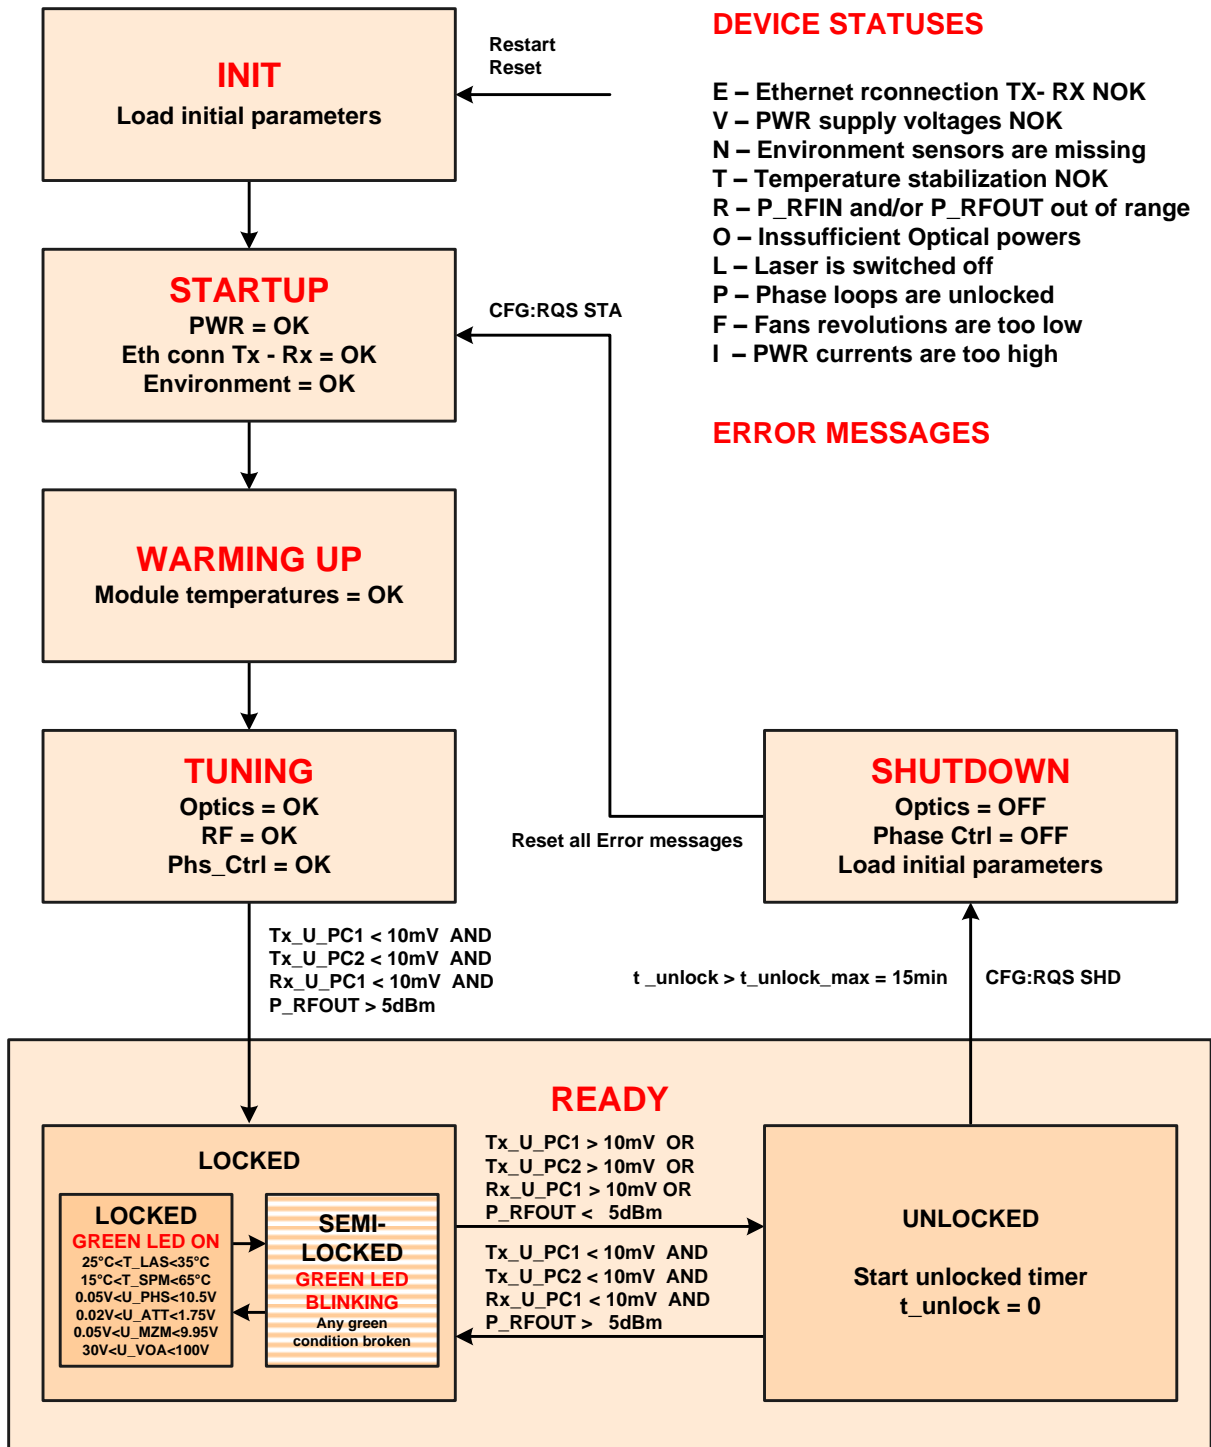 INIT
Load initial parameters
Restart
Reset
DEVICE STATUSES
E – Ethernet rconnection TX- RX NOK
V – PWR supply voltages NOK
N – Environment sensors are missing
T – Temperature stabilization NOK
R – P_RFIN and/or P_RFOUT out of range
O – Inssufficient Optical powers
L – Laser is switched off
P – Phase loops are unlocked
F – Fans revolutions are too low
I – PWR currents are too high
ERROR MESSAGES
STARTUP
PWR = OK
Eth conn Tx - Rx = OK
Environment = OK
CFG:RQS STA
WARMING UP
Module temperatures = OK
TUNING
Optics = OK
RF = OK
Phs_Ctrl = OK
Reset all Error messages
SHUTDOWN
Optics = OFF
Phase Ctrl = OFF
Load initial parameters
Tx_U_PC1 < 10mV AND
Tx_U_PC2 < 10mV AND
Rx_U_PC1 < 10mV AND
P_RFOUT > 5dBm
t _unlock > t_unlock_max = 15min
CFG:RQS SHD
READY
LOCKED
LOCKED
GREEN LED ON
25°C<T_LAS<35°C
15°C<T_SPM<65°C
0.05V<U_PHS<10.5V
0.02V<U_ATT<1.75V
0.05V<U_MZM<9.95V
30V<U_VOA<100V
SEMI-
LOCKED
GREEN LED
BLINKING
Any green
condition broken
Tx_U_PC1 > 10mV OR
Tx_U_PC2 > 10mV OR
Rx_U_PC1 > 10mV OR
P_RFOUT < 5dBm
Tx_U_PC1 < 10mV AND
Tx_U_PC2 < 10mV AND
Rx_U_PC1 < 10mV AND
P_RFOUT > 5dBm
UNLOCKED
Start unlocked timer
t_unlock = 0